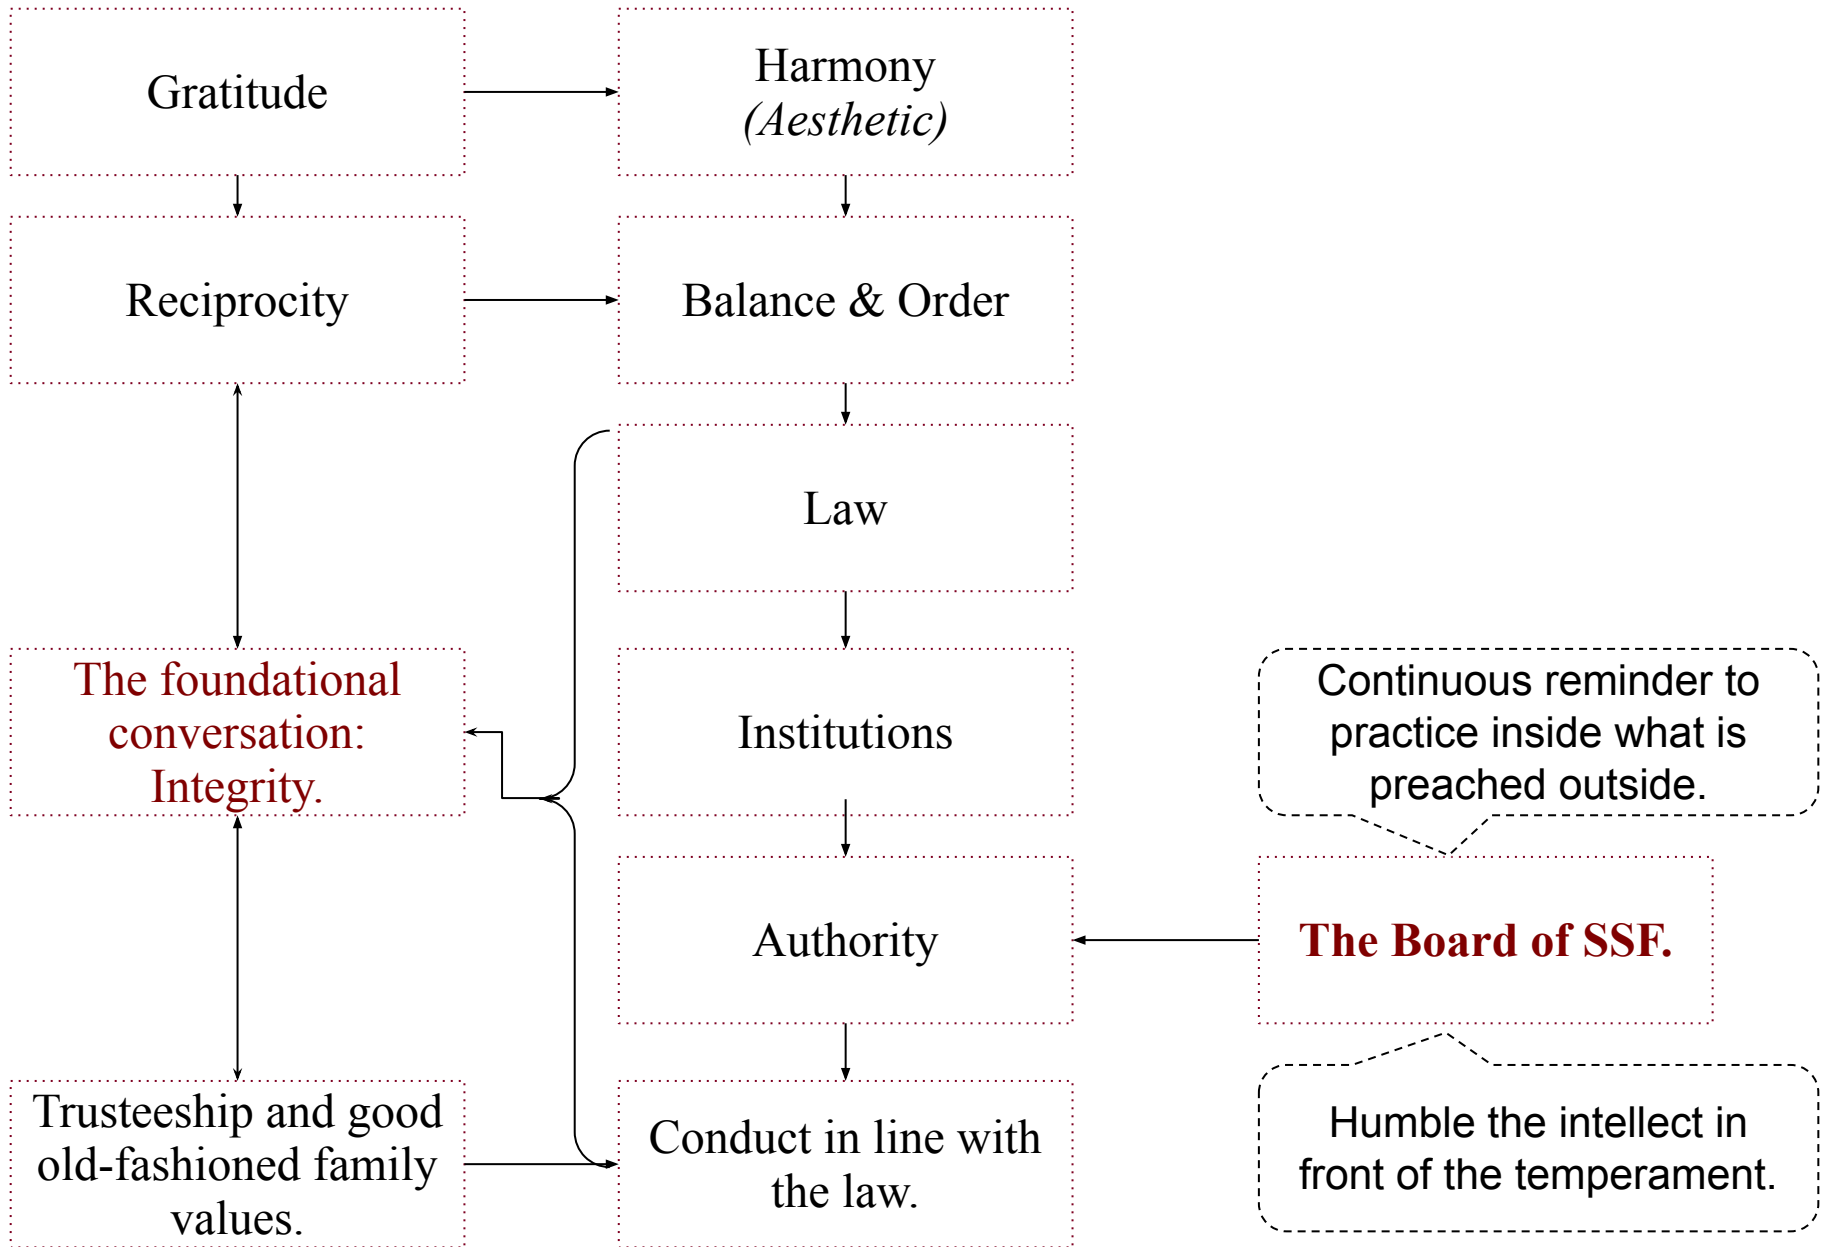 Gratitude
Harmony
(Aesthetic)
Reciprocity
Balance & Order
Law
The foundational
conversation:
Integrity.
Institutions
Continuous reminder to
practice inside what is
preached outside.
Authority
The Board of SSF.
Trusteeship and good
old-fashioned family
values.
Conduct in line with
the law.
Humble the intellect in
front of the temperament.